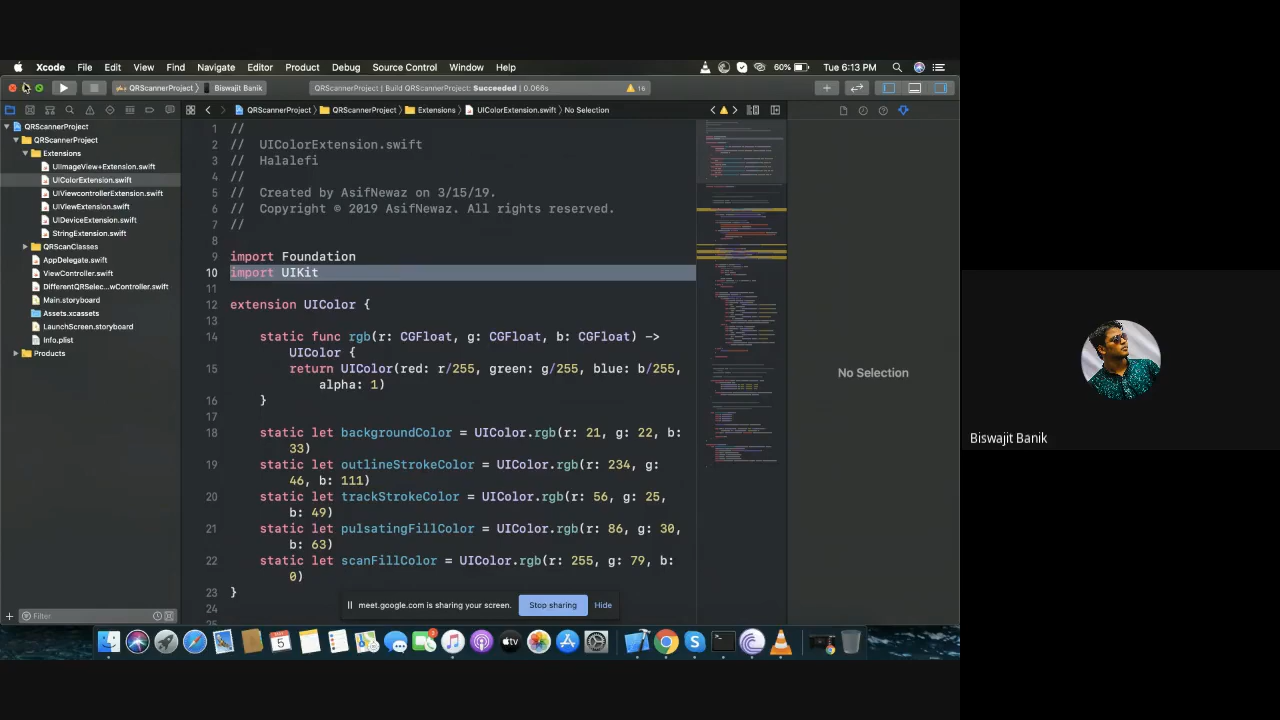 Xcode File Edit View Find Navigate Editor Product Debug Source Control Window Help 60% Tue 6:13 PM
QRScannerProject Biswajit Banik QRScannerProject | Build QRScannerProject: Succeeded | 0.066s 16
QRScannerProject QRScannerProject Extensions UIColorExtension.swift No Selection
QRScannerProject
QRScannerProject
Extensions
UIImageView+Extension.swift
UIColorExtension.swift
UIViewcontrollerExtension.swift
UIViewExtension.swift
UIDeviceExtension.swift
StringExtension.swift
QRScanClasses
AppDelegate.swift
ViewController.swift
DifferentQRSelec...wController.swift
Main.storyboard
Assets.xcassets
LaunchScreen.storyboard
Info.plist
Products
Filter
1 //
2 // UIColorExtension.swift
3 // Halalefi
4 //
5 // Created by AsifNewaz on 3/15/19.
6 // Copyright © 2019 AsifNewaz. All rights reserved.
7 //
8
9 import Foundation
10 import UIKit
11
12 extension UIColor {
13
14 static func rgb(r: CGFloat, g: CGFloat, b: CGFloat) ->
UIColor {
15 return UIColor(red: r/255, green: g/255, blue: b/255,
alpha: 1)
16 }
17
18 static let backgroundColor = UIColor.rgb(r: 21, g: 22, b:
33)
19 static let outlineStrokeColor = UIColor.rgb(r: 234, g:
46, b: 111)
20 static let trackStrokeColor = UIColor.rgb(r: 56, g: 25,
b: 49)
21 static let pulsatingFillColor = UIColor.rgb(r: 86, g: 30,
b: 63)
22 static let scanFillColor = UIColor.rgb(r: 255, g: 79, b:
0)
23 }
24
No Selection
Biswajit Banik
meet.google.com is sharing your screen. Stop sharing Hide